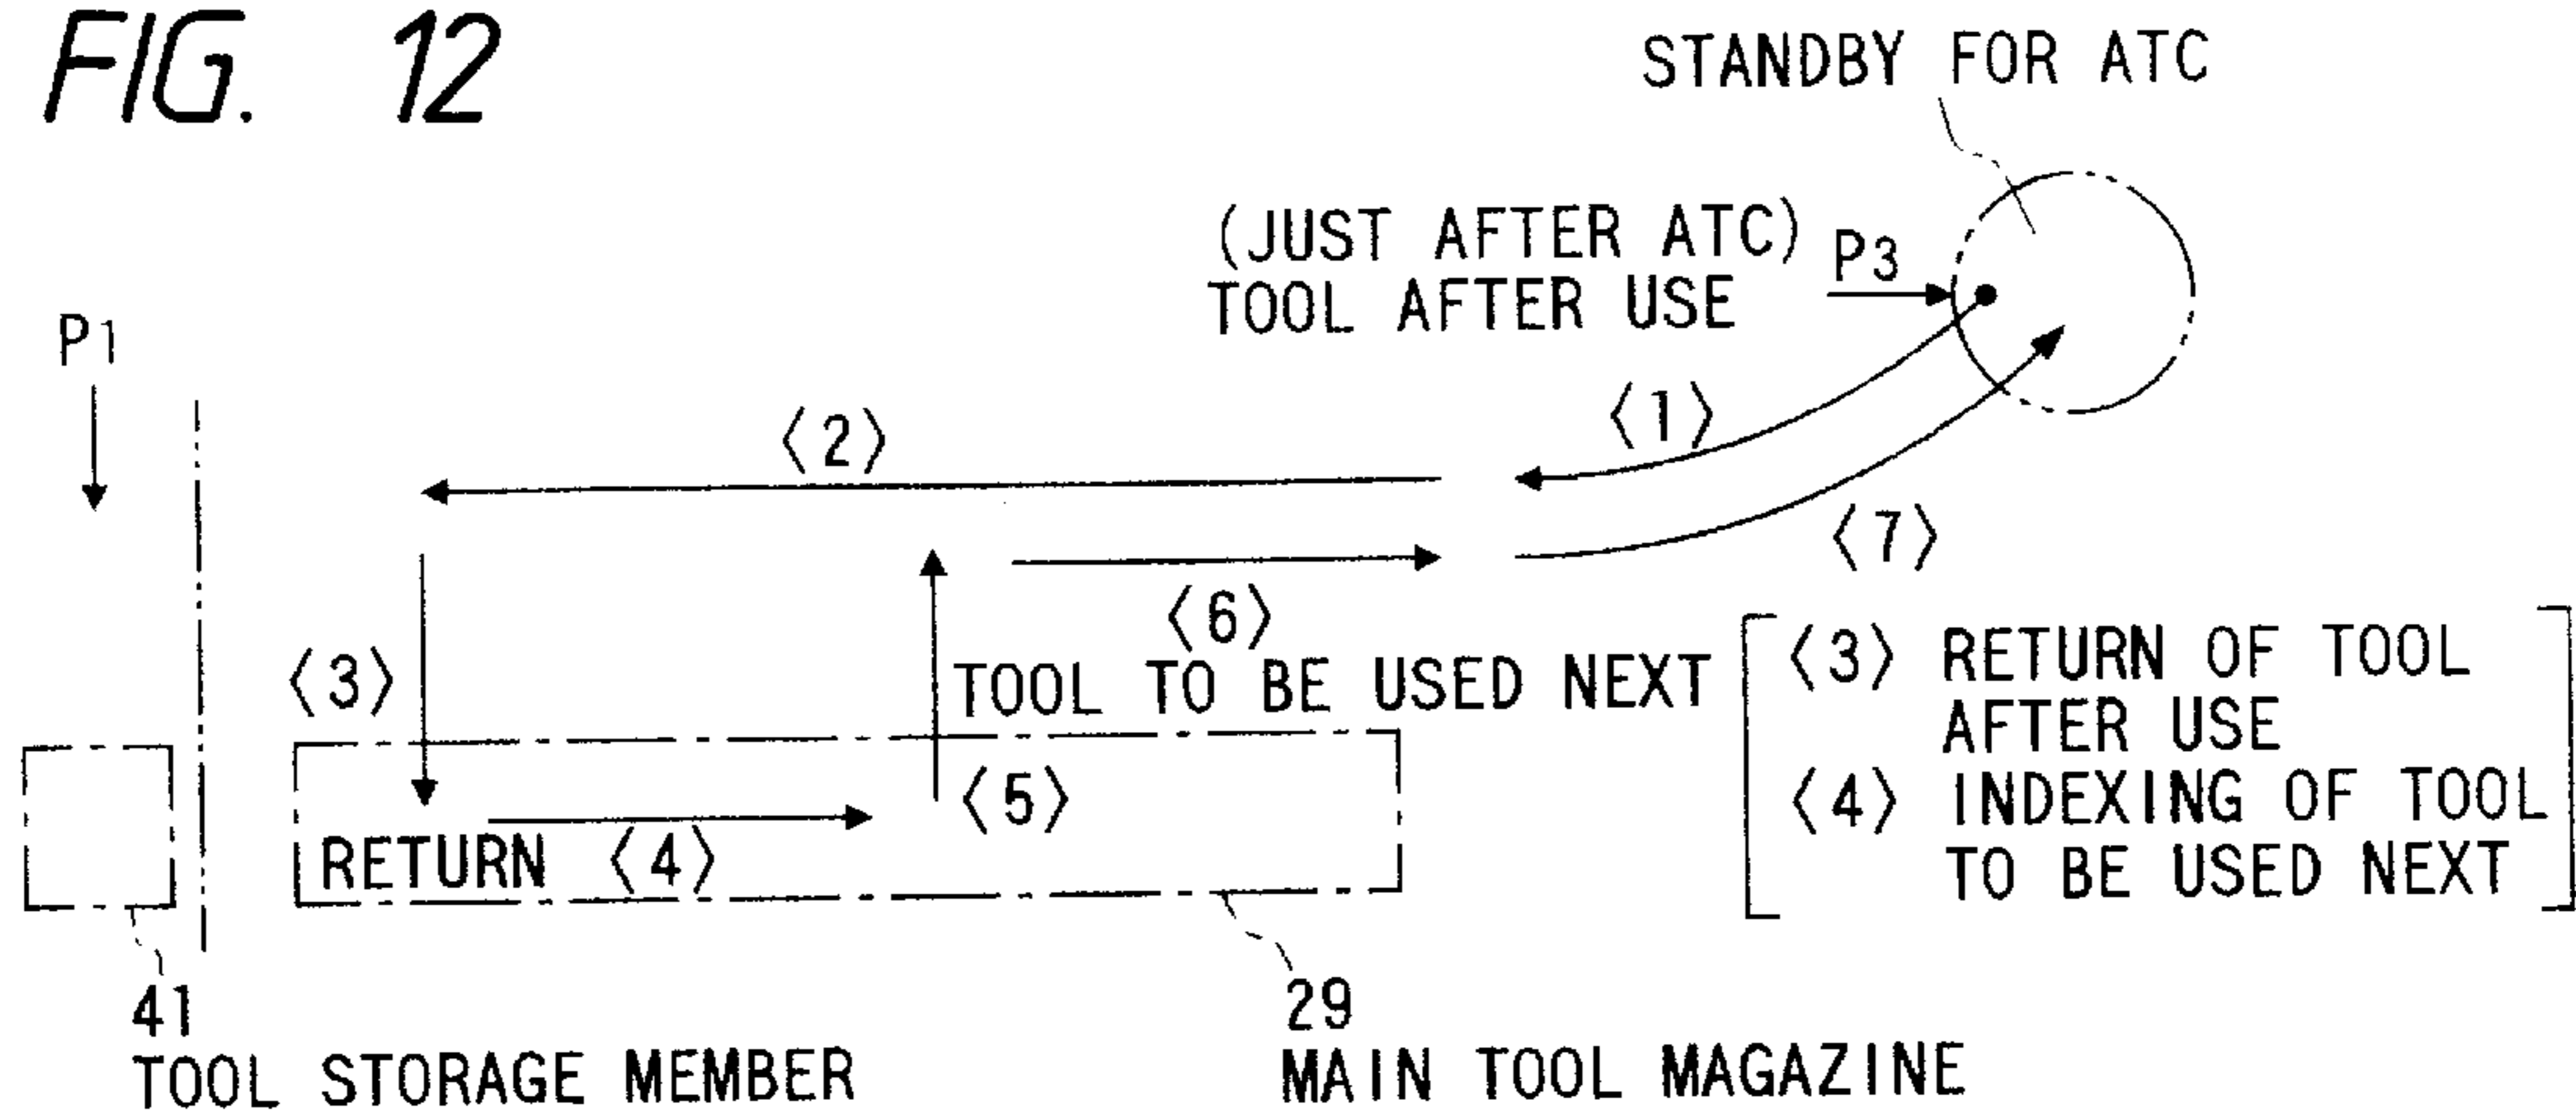 FIG. 12
STANDBY FOR ATC
(JUST AFTER ATC)
TOOL AFTER USE
P3
P1
⟨1⟩
⟨2⟩
⟨7⟩
⟨6⟩
⟨3⟩
TOOL TO BE USED NEXT
⟨5⟩
RETURN ⟨4⟩
⟨3⟩ RETURN OF TOOL
AFTER USE
⟨4⟩ INDEXING OF TOOL
TO BE USED NEXT
41
TOOL STORAGE MEMBER
29
MAIN TOOL MAGAZINE